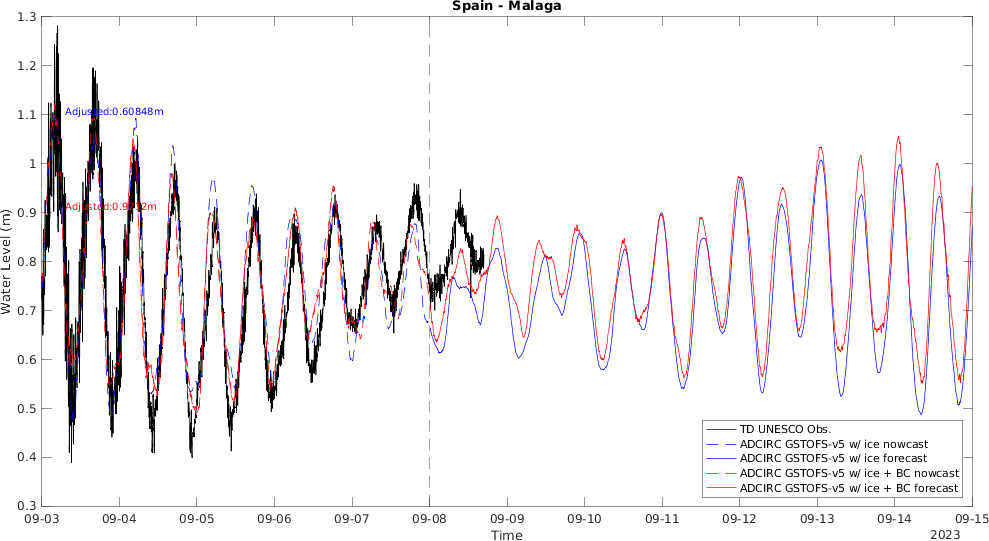 Spain - Malaga
Water Level (m)
1.3
1.2
1.1
1
0.9
0.8
0.7
0.6
0.5
0.4
0.3
Adjusted:0.60848m
TD UNESCO Obs.
ADCIRC GSTOFS-v5 w/ ice nowcast
ADCIRC GSTOFS-v5 w/ ice forecast
ADCIRC GSTOFS-v5 w/ ice + BC nowcast
ADCIRC GSTOFS-v5 w/ ice + BC forecast
09-03 09-04 09-05 09-06 09-07 09-08 09-09 09-10 09-11 09-12 09-13 09-14 09-15
Time
2023